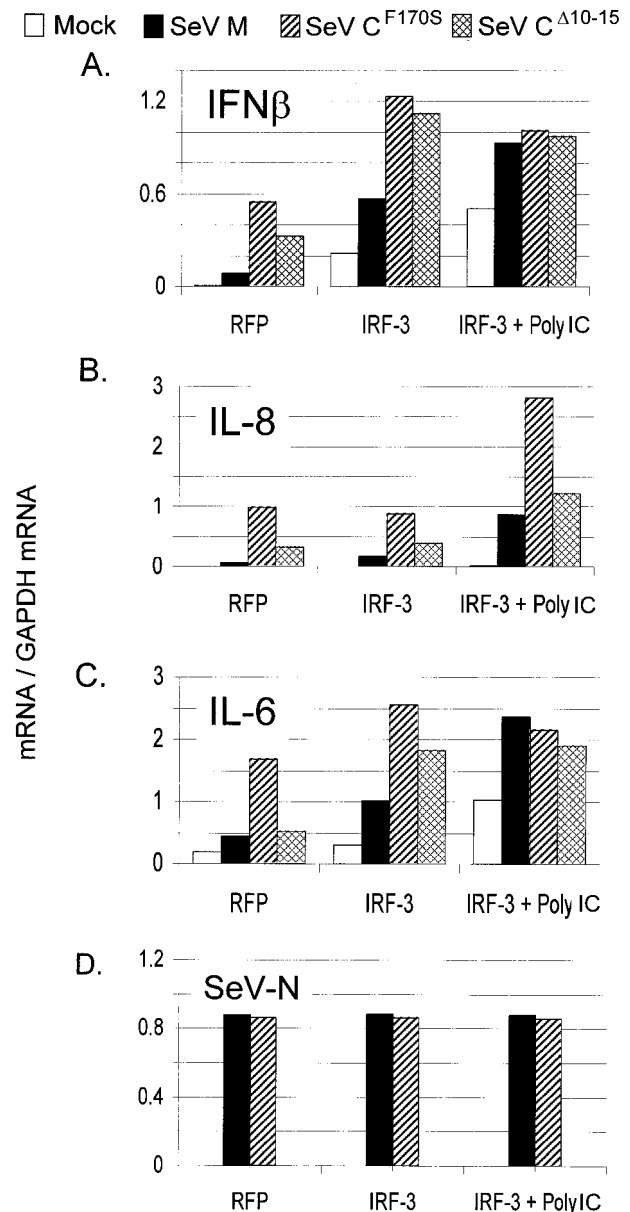 Mock SeV M SeV C^F170S SeV C^Δ10-15
A.
IFNβ
1.2
0.6
0
RFP IRF-3 IRF-3 + Poly IC
B.
IL-8
3
2
1
0
RFP IRF-3 IRF-3 + Poly IC
mRNA / GAPDH mRNA
C.
IL-6
3
2
1
0
RFP IRF-3 IRF-3 + Poly IC
D.
SeV-N
1.2
0.8
0.4
0
RFP IRF-3 IRF-3 + Poly IC